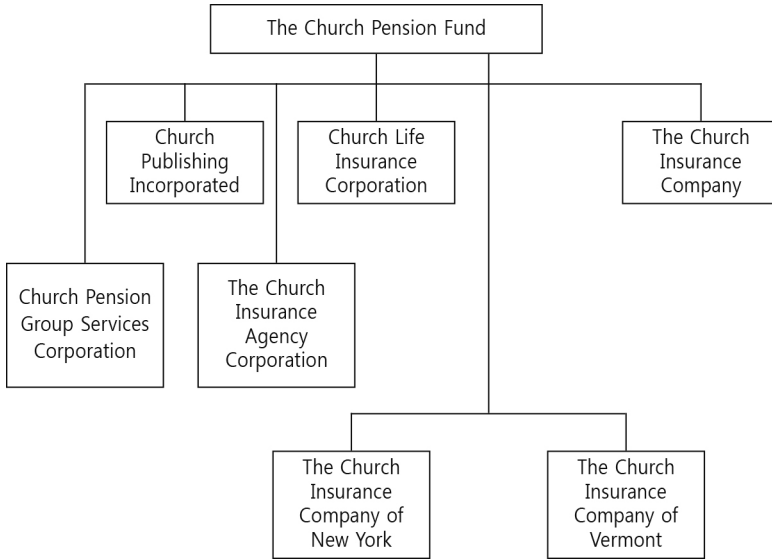 The Church Pension Fund
Church
Publishing
Incorporated
Church Life
Insurance
Corporation
The Church
Insurance
Company
Church Pension
Group Services
Corporation
The Church
Insurance
Agency
Corporation
The Church
Insurance
Company of
New York
The Church
Insurance
Company of
Vermont